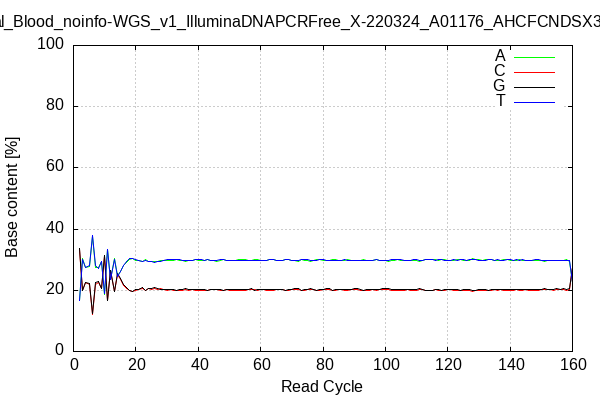 al_Blood_noinfo-WGS_v1_IlluminaDNAPCRFree_X-220324_A01176_AHCFCNDSX3
100
80
60
40
20
0
Base content [%]
A
C
G
T
0 20 40 60 80 100 120 140 160
Read Cycle